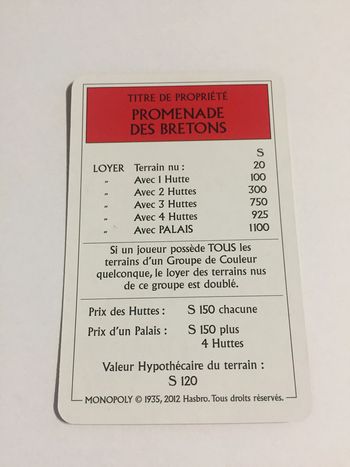 TITRE DE PROPRIÉTÉ
PROMENADE
DES BRETONS
S
LOYER Terrain nu : 20
„ Avec 1 Hutte 100
„ Avec 2 Huttes 300
„ Avec 3 Huttes 750
„ Avec 4 Huttes 925
„ Avec PALAIS 1100
Si un joueur possède TOUS les
terrains d'un Groupe de Couleur
quelconque, le loyer des terrains nus
de ce groupe est doublé.
Prix des Huttes : S 150 chacune
Prix d'un Palais : S 150 plus
4 Huttes
Valeur Hypothécaire du terrain :
S 120
MONOPOLY © 1935, 2012 Hasbro. Tous droits réservés.